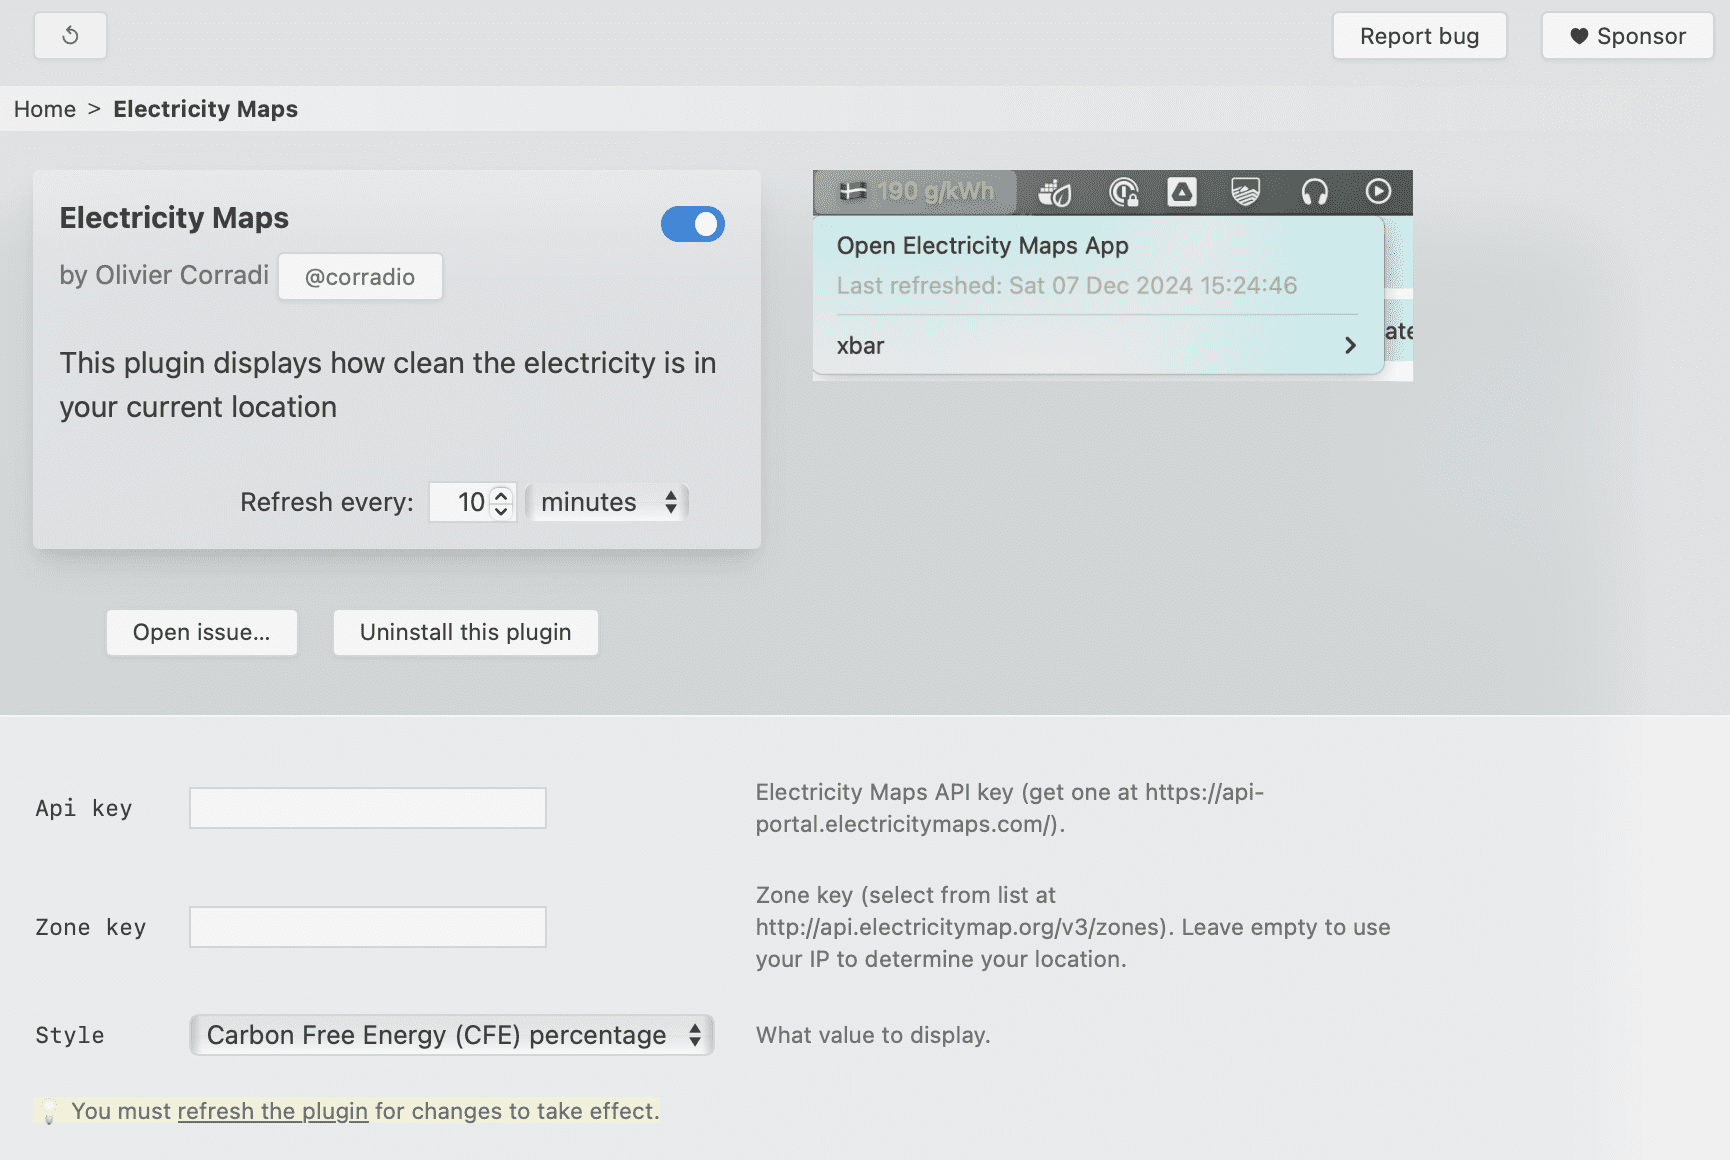 Report bug
Sponsor
Home > Electricity Maps
Electricity Maps
by Olivier Corradi @corradio
This plugin displays how clean the electricity is in
your current location
Refresh every: 10 minutes
190 g/kWh
Open Electricity Maps App
Last refreshed: Sat 07 Dec 2024 15:24:46
xbar
ate
Open issue...
Uninstall this plugin
Api key
Electricity Maps API key (get one at https://api-
portal.electricitymaps.com/).
Zone key
Zone key (select from list at
http://api.electricitymap.org/v3/zones). Leave empty to use
your IP to determine your location.
Style
Carbon Free Energy (CFE) percentage
What value to display.
You must refresh the plugin for changes to take effect.